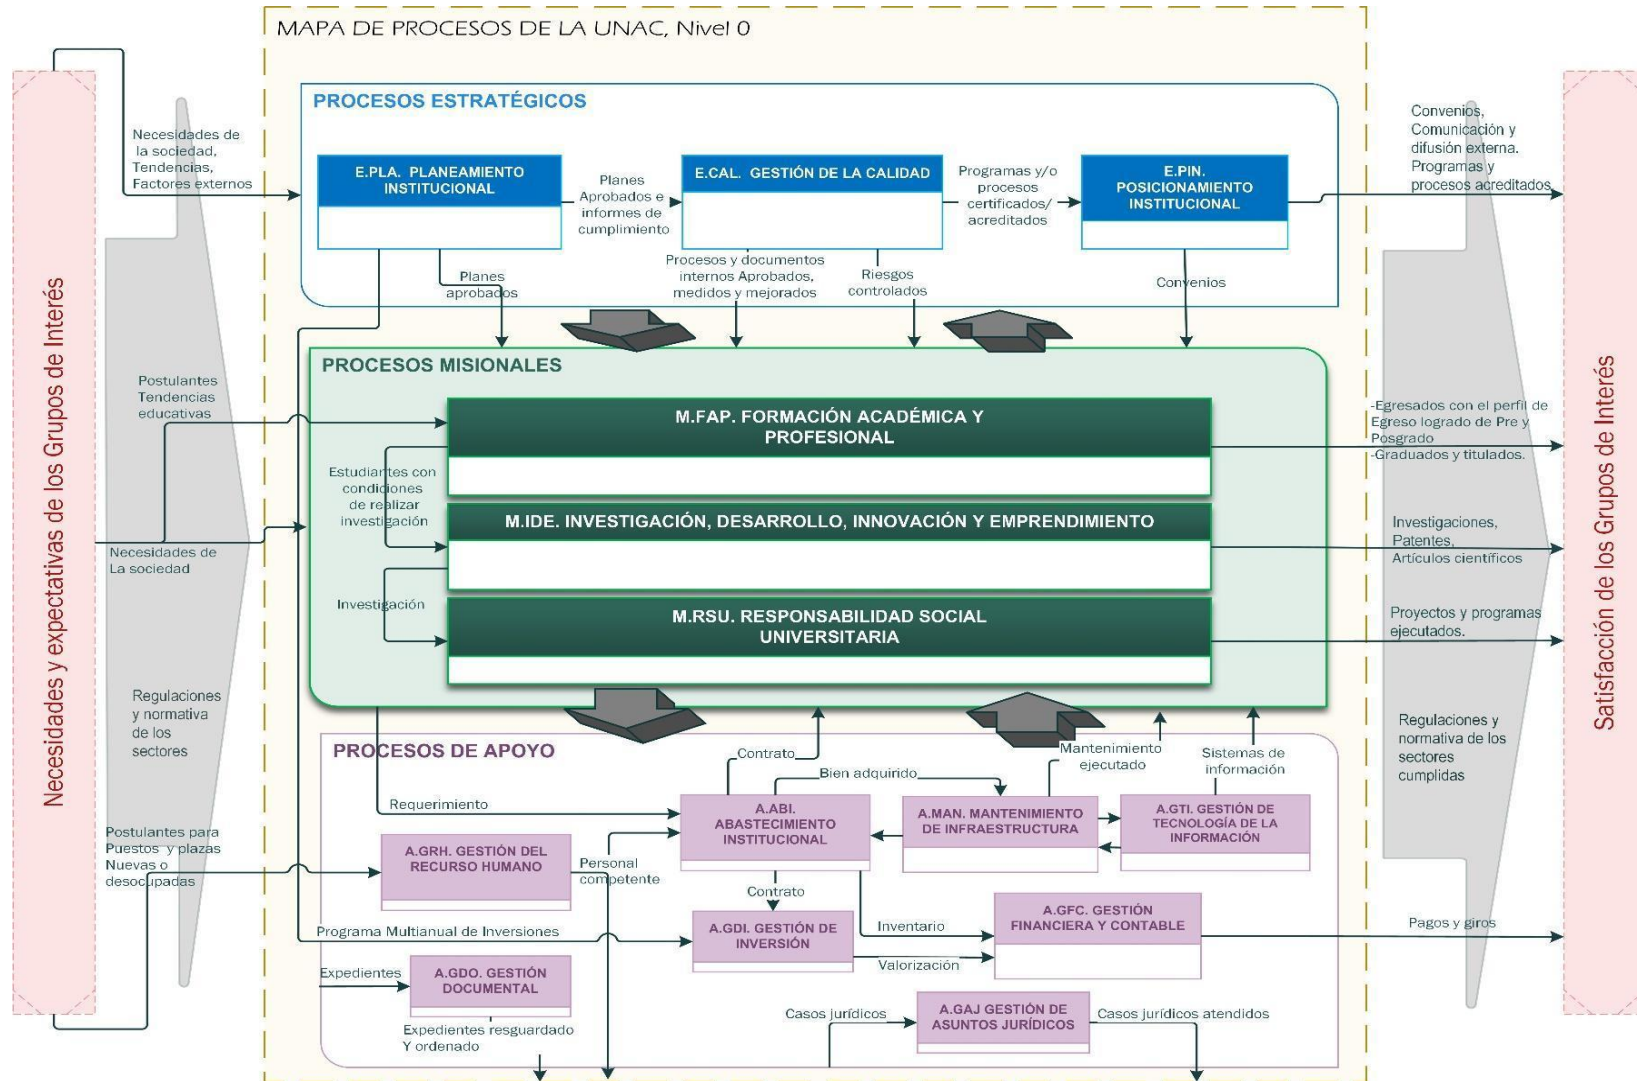 MAPA DE PROCESOS DE LA UNAC, Nivel 0
Necesidades y expectativas de los Grupos de Interés
Necesidades de
la sociedad,
Tendencias,
Factores externos
PROCESOS ESTRATÉGICOS
E.PLA. PLANEAMIENTO
INSTITUCIONAL
Planes
Aprobados e
informes de
cumplimiento
E.CAL. GESTIÓN DE LA CALIDAD
Programas y/o
procesos
certificados/
acreditados
E.PIN.
POSICIONAMIENTO
INSTITUCIONAL
Convenios,
Comunicación y
difusión externa.
Programas y
procesos acreditados
Planes
aprobados
Procesos y documentos
internos Aprobados,
medidos y mejorados
Riesgos
controlados
Convenios
PROCESOS MISIONALES
Postulantes
Tendencias
educativas
M.FAP. FORMACIÓN ACADÉMICA Y
PROFESIONAL
-Egresados con el perfil de
Egreso logrado de Pre y
Posgrado
-Graduados y titulados.
Estudiantes con
condiciones
de realizar
investigación
M.IDE. INVESTIGACIÓN, DESARROLLO, INNOVACIÓN Y EMPRENDIMIENTO
Investigaciones,
Patentes,
Artículos científicos
Necesidades de
La sociedad
Investigación
M.RSU. RESPONSABILIDAD SOCIAL
UNIVERSITARIA
Proyectos y programas
ejecutados.
Regulaciones
y normativa
de los
sectores
Regulaciones y
normativa de los
sectores
cumplidas
Satisfacción de los Grupos de Interés
PROCESOS DE APOYO
Contrato
Bien adquirido
Mantenimiento
ejecutado
Sistemas de
información
Requerimiento
A.ABI.
ABASTECIMIENTO
INSTITUCIONAL
A.MAN. MANTENIMIENTO
DE INFRAESTRUCTURA
A.GTI. GESTIÓN DE
TECNOLOGÍA DE LA
INFORMACIÓN
Postulantes para
Puestos y plazas
Nuevas o
desocupadas
A.GRH. GESTIÓN DEL
RECURSO HUMANO
Personal
competente
Contrato
Programa Multianual de Inversiones
A.GDI. GESTIÓN DE
INVERSIÓN
Inventario
Valorización
A.GFC. GESTIÓN
FINANCIERA Y CONTABLE
Pagos y giros
Expedientes
A.GDO. GESTIÓN
DOCUMENTAL
Expedientes resguardado
Y ordenado
Casos jurídicos
A.GAJ GESTIÓN DE
ASUNTOS JURÍDICOS
Casos jurídicos atendidos